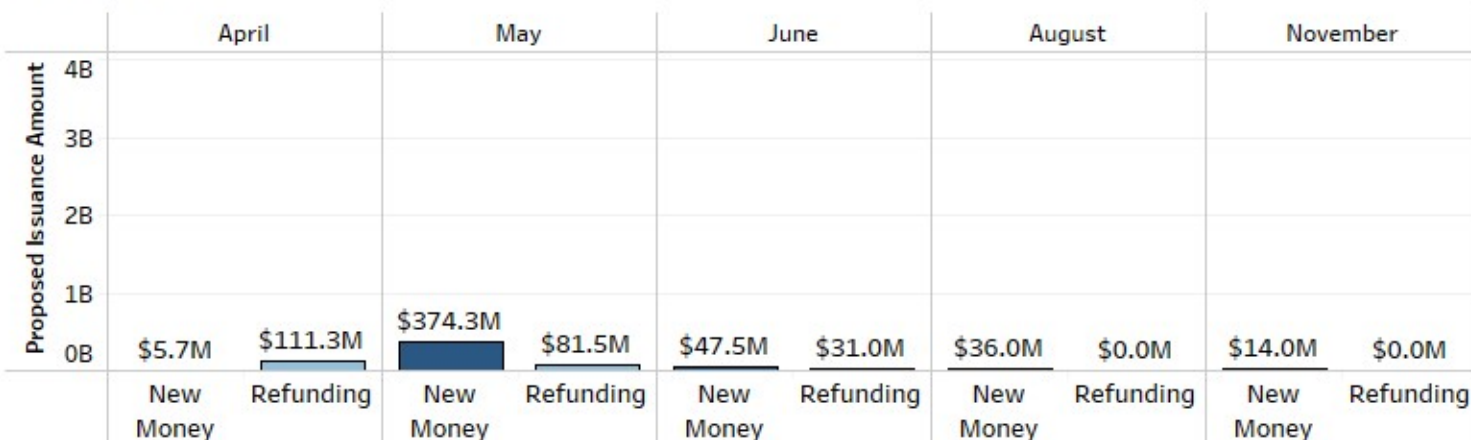 April May June August November
Proposed Issuance Amount
4B
3B
2B
1B
0B
$5.7M $111.3M $374.3M $81.5M $47.5M $31.0M $36.0M $0.0M $14.0M $0.0M
New Refunding New Refunding New Refunding New Refunding New Refunding
Money Money Money Money Money